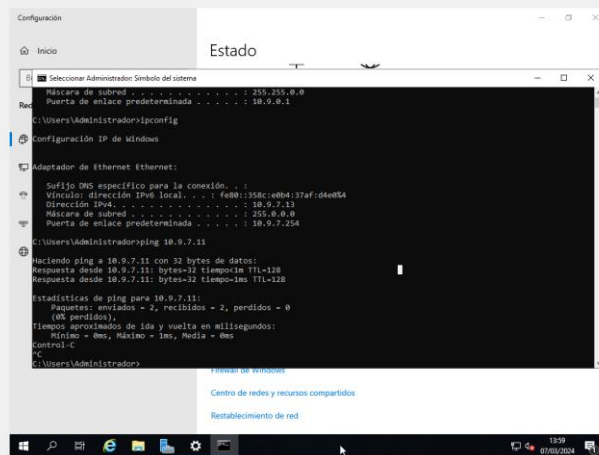 Configuración
Inicio
Estado
Seleccionar Administrador: Símbolo del sistema
Máscara de subred . . . . . . . . . . . . : 255.255.0.0
Puerta de enlace predeterminada . . . . . : 10.9.0.1
C:\Users\Administrador>ipconfig
Configuración IP de Windows
Adaptador de Ethernet Ethernet:
Sufijo DNS específico para la conexión. . :
Vínculo: dirección IPv6 local. . . : fe80::358c:e0b4:37af:d4e0%4
Dirección IPv4. . . . . . . . . . . . . . : 10.9.7.13
Máscara de subred . . . . . . . . . . . . : 255.0.0.0
Puerta de enlace predeterminada . . . . . : 10.9.7.254
C:\Users\Administrador>ping 10.9.7.11
Haciendo ping a 10.9.7.11 con 32 bytes de datos:
Respuesta desde 10.9.7.11: bytes=32 tiempo<1m TTL=128
Respuesta desde 10.9.7.11: bytes=32 tiempo=1ms TTL=128
Estadísticas de ping para 10.9.7.11:
Paquetes: enviados = 2, recibidos = 2, perdidos = 0
(0% perdidos),
Tiempos aproximados de ida y vuelta en milisegundos:
Mínimo = 0ms, Máximo = 1ms, Media = 0ms
Control-C
^C
C:\Users\Administrador>
Red
Firewall de Windows
Centro de redes y recursos compartidos
Restablecimiento de red
13:59
07/03/2024